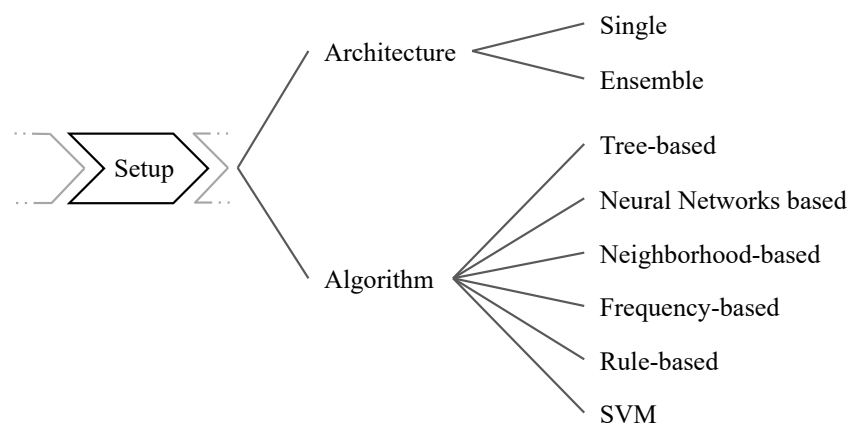 Setup
Architecture
Single
Ensemble
Algorithm
Tree-based
Neural Networks based
Neighborhood-based
Frequency-based
Rule-based
SVM